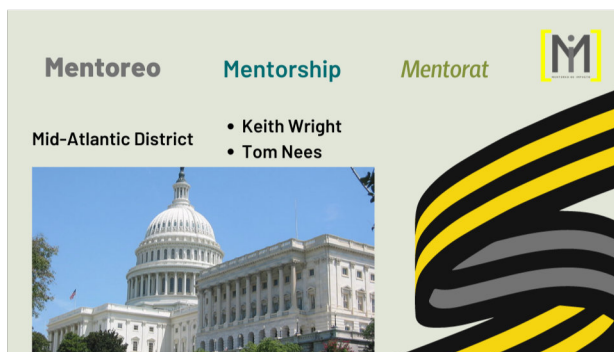 Mentoreo
Mentorship
Mentorat
Mid-Atlantic District
• Keith Wright
• Tom Nees